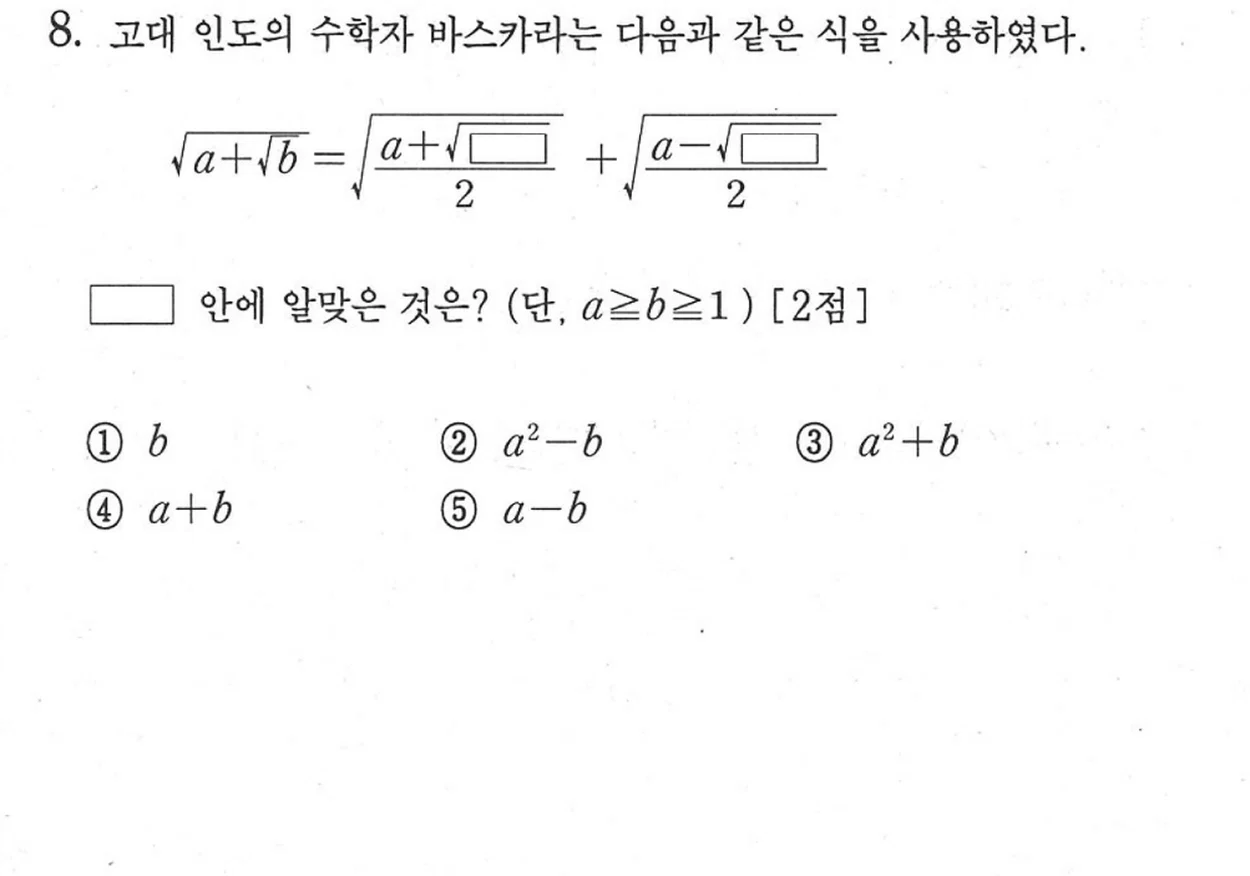 8. 고대 인도의 수학자 바스카라는 다음과 같은 식을 사용하였다.
√(a+√b) = √((a+√□)/2) + √((a−√□)/2)
□ 안에 알맞은 것은? (단, a≧b≧1) [2점]
① b ② a²−b ③ a²+b
④ a+b ⑤ a−b